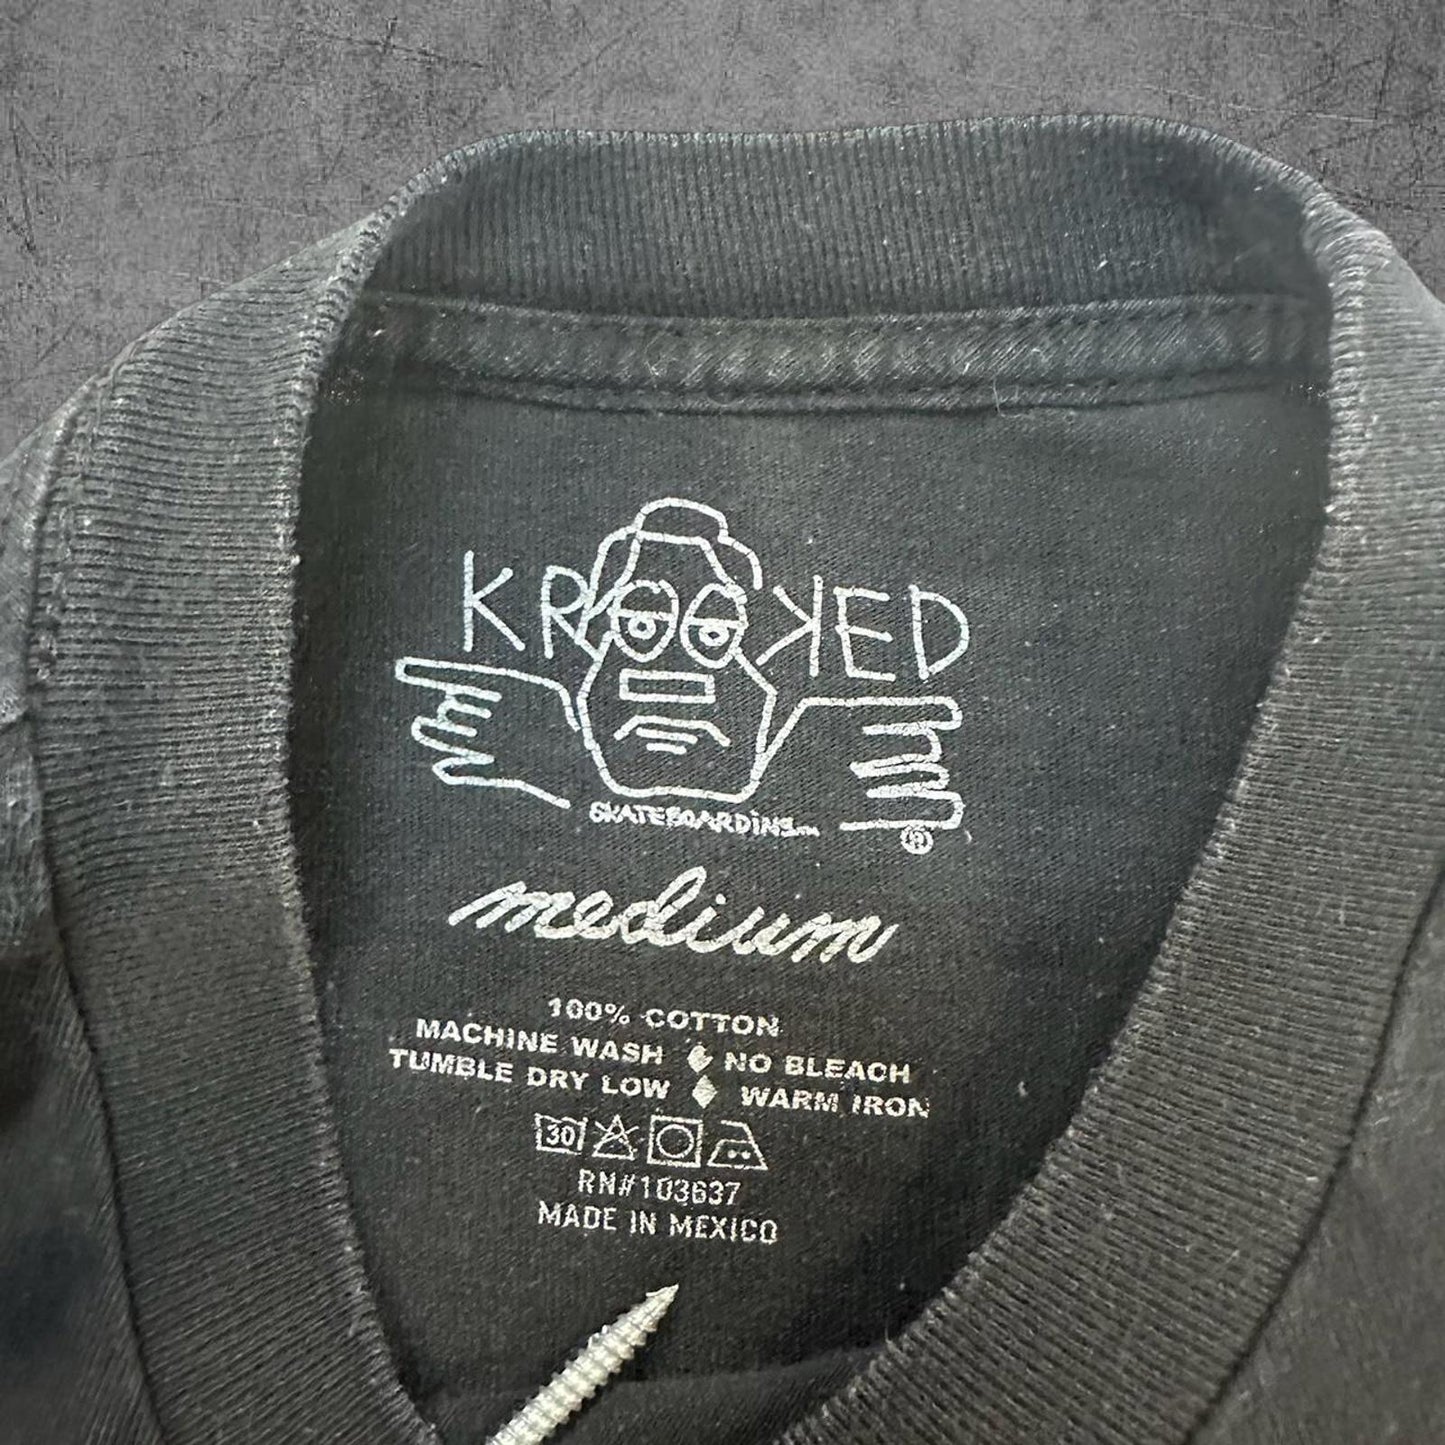 KROOKED
SKATEBOARDING TM
®
medium
100% COTTON
MACHINE WASH NO BLEACH
TUMBLE DRY LOW WARM IRON
30
RN#103637
MADE IN MEXICO